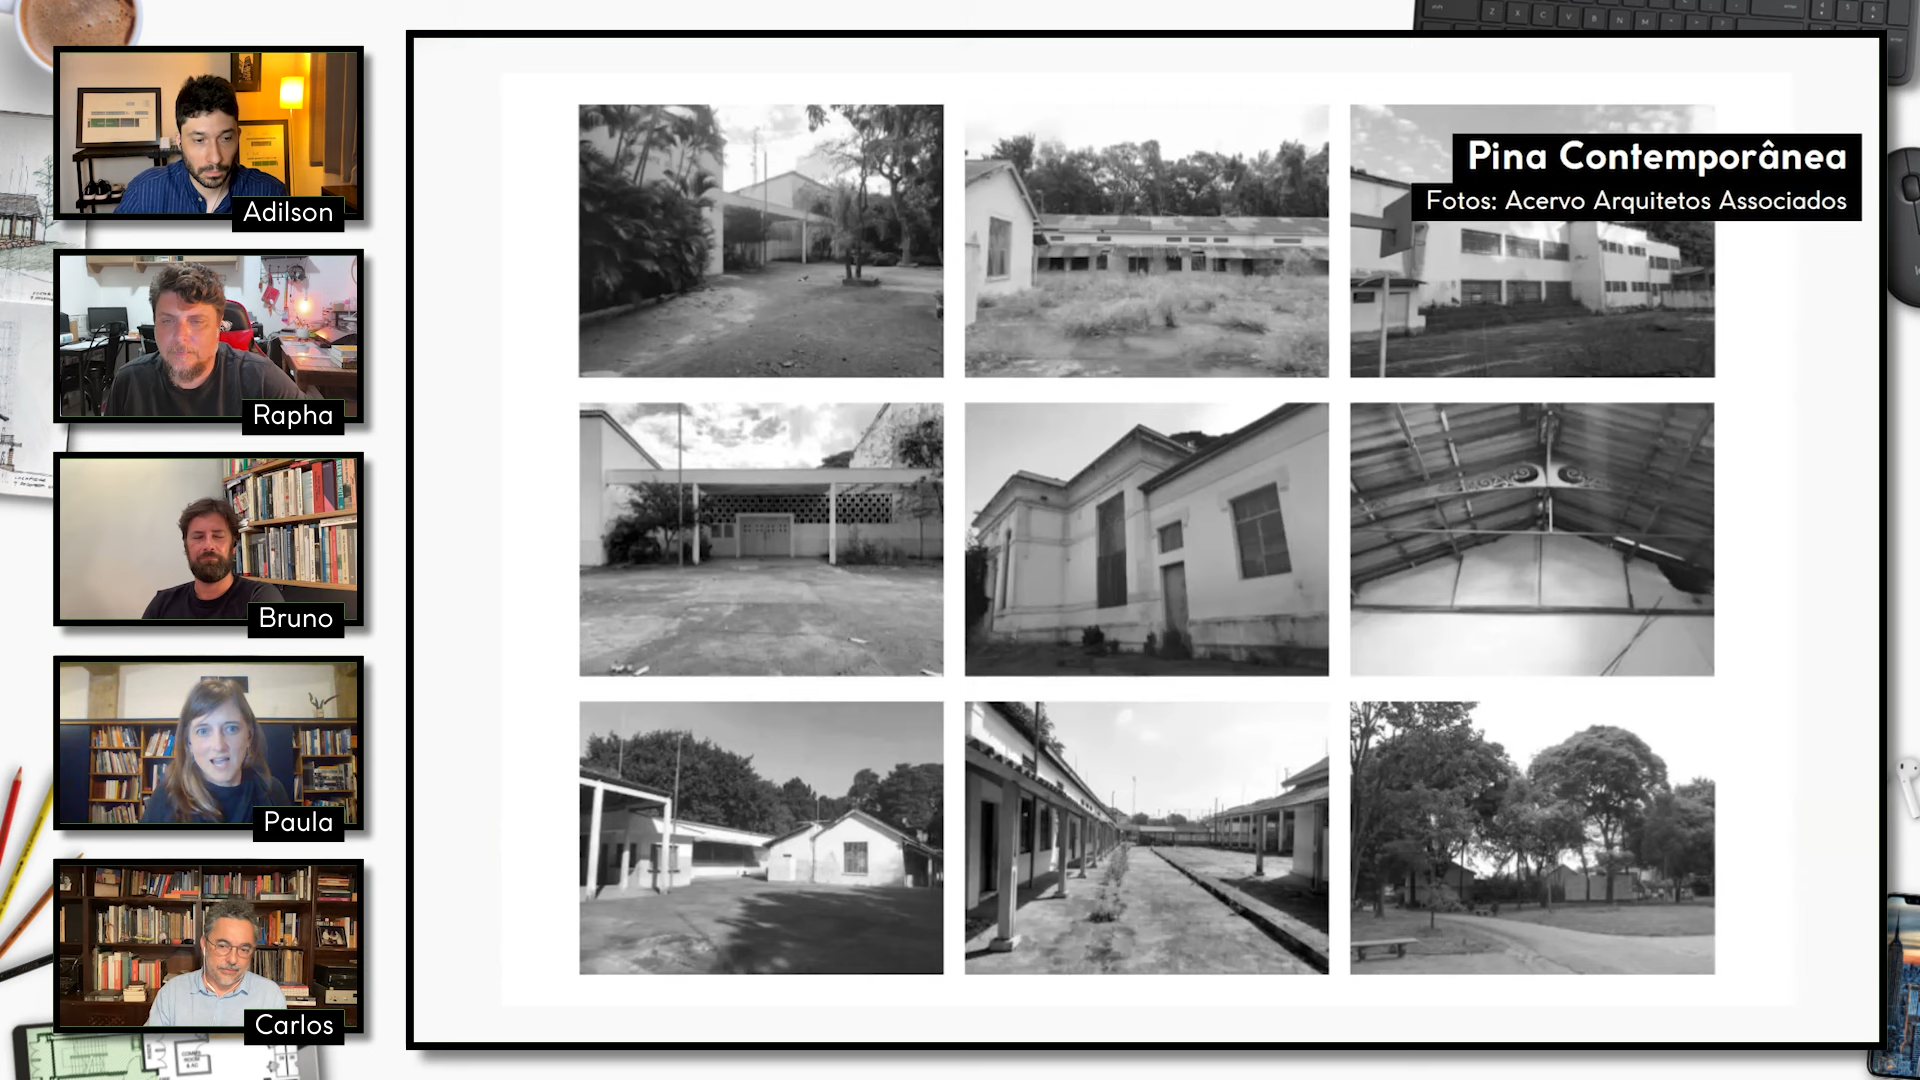 Adilson
Rapha
Bruno
Paula
Carlos
Pina Contemporânea
Fotos: Acervo Arquitetos Associados